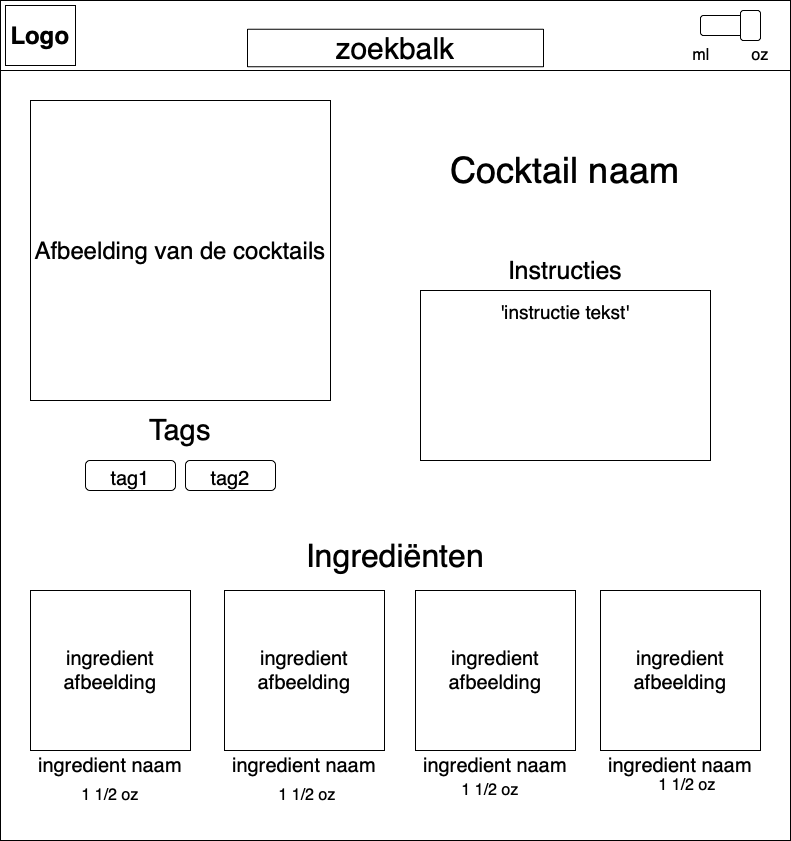 Logo
zoekbalk
ml
oz
Cocktail naam
Afbeelding van de cocktails
Instructies
'instructie tekst'
Tags
tag1
tag2
Ingrediënten
ingredient
afbeelding
ingredient
afbeelding
ingredient
afbeelding
ingredient
afbeelding
ingredient naam
ingredient naam
ingredient naam
ingredient naam
1 1/2 oz
1 1/2 oz
1 1/2 oz
1 1/2 oz